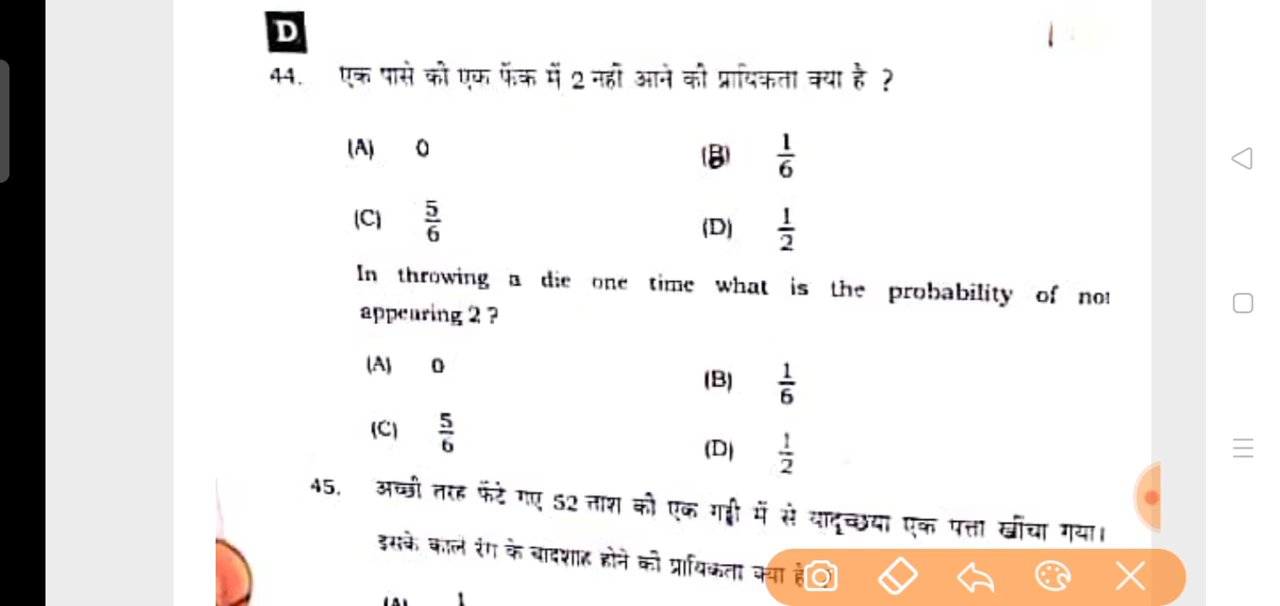 D
44. एक पासे की एक फेंक में 2 नहीं आने की प्रायिकता क्या है ?
(A) 0 (B) 1/6
(C) 5/6 (D) 1/2
In throwing a die one time what is the probability of not
appearing 2 ?
(A) 0 (B) 1/6
(C) 5/6 (D) 1/2
45. अच्छी तरह फेंटे गए 52 ताश की एक गड्डी में से यादृच्छया एक पत्ता खींचा गया।
इसके काले रंग के बादशाह होने की प्रायिकता क्या है
(A) 1